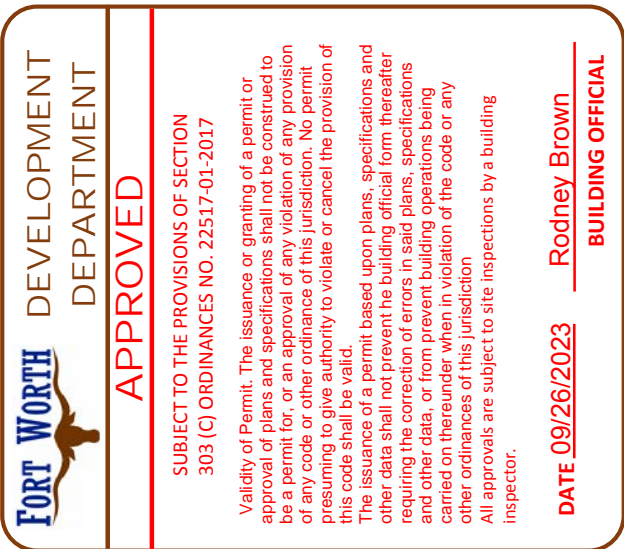 FORT WORTH
DEVELOPMENT
DEPARTMENT
APPROVED
SUBJECT TO THE PROVISIONS OF SECTION
303 (C) ORDINANCES NO. 22517-01-2017
Validity of Permit. The issuance or granting of a permit or
approval of plans and specifications shall not be construed to
be a permit for, or an approval of any violation of any provision
of any code or other ordinance of this jurisdiction. No permit
presuming to give authority to violate or cancel the provision of
this code shall be valid.
The issuance of a permit based upon plans, specifications and
other data shall not prevent he building official form thereafter
requiring the correction of errors in said plans, specifications
and other data, or from prevent building operations being
carried on thereunder when in violation of the code or any
other ordinances of this jurisdiction
All approvals are subject to site inspections by a building
inspector.
DATE 09/26/2023 Rodney Brown
BUILDING OFFICIAL